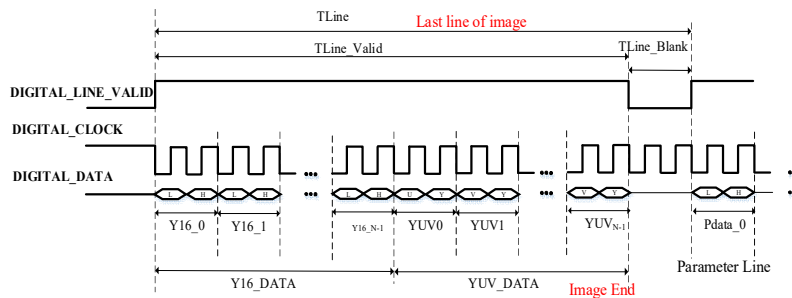 TLine
Last line of image
TLine_Valid
TLine_Blank
DIGITAL_LINE_VALID
DIGITAL_CLOCK
DIGITAL_DATA
L H L H L H U Y V Y V Y L H
Y16_0 Y16_1 Y16_N-1 YUV0 YUV1 YUVN-1 Pdata_0
Parameter Line
Y16_DATA YUV_DATA
Image End